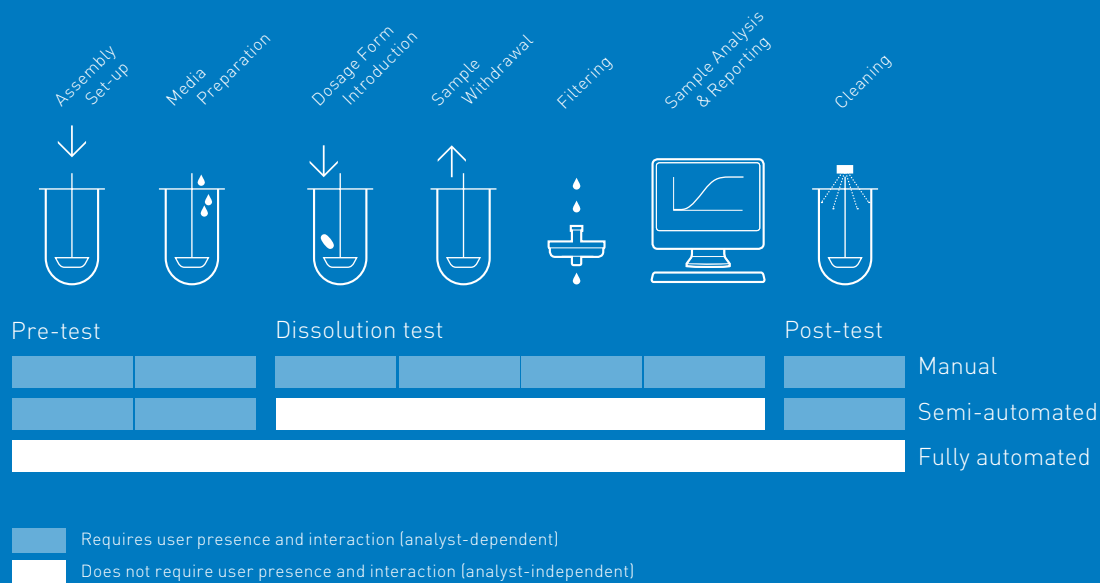 Assembly
Set-up
Media
Preparation
Dosage Form
Introduction
Sample
Withdrawal
Filtering
Sample Analysis
& Reporting
Cleaning
Pre-test
Dissolution test
Post-test
Manual
Semi-automated
Fully automated
Requires user presence and interaction (analyst-dependent)
Does not require user presence and interaction (analyst-independent)